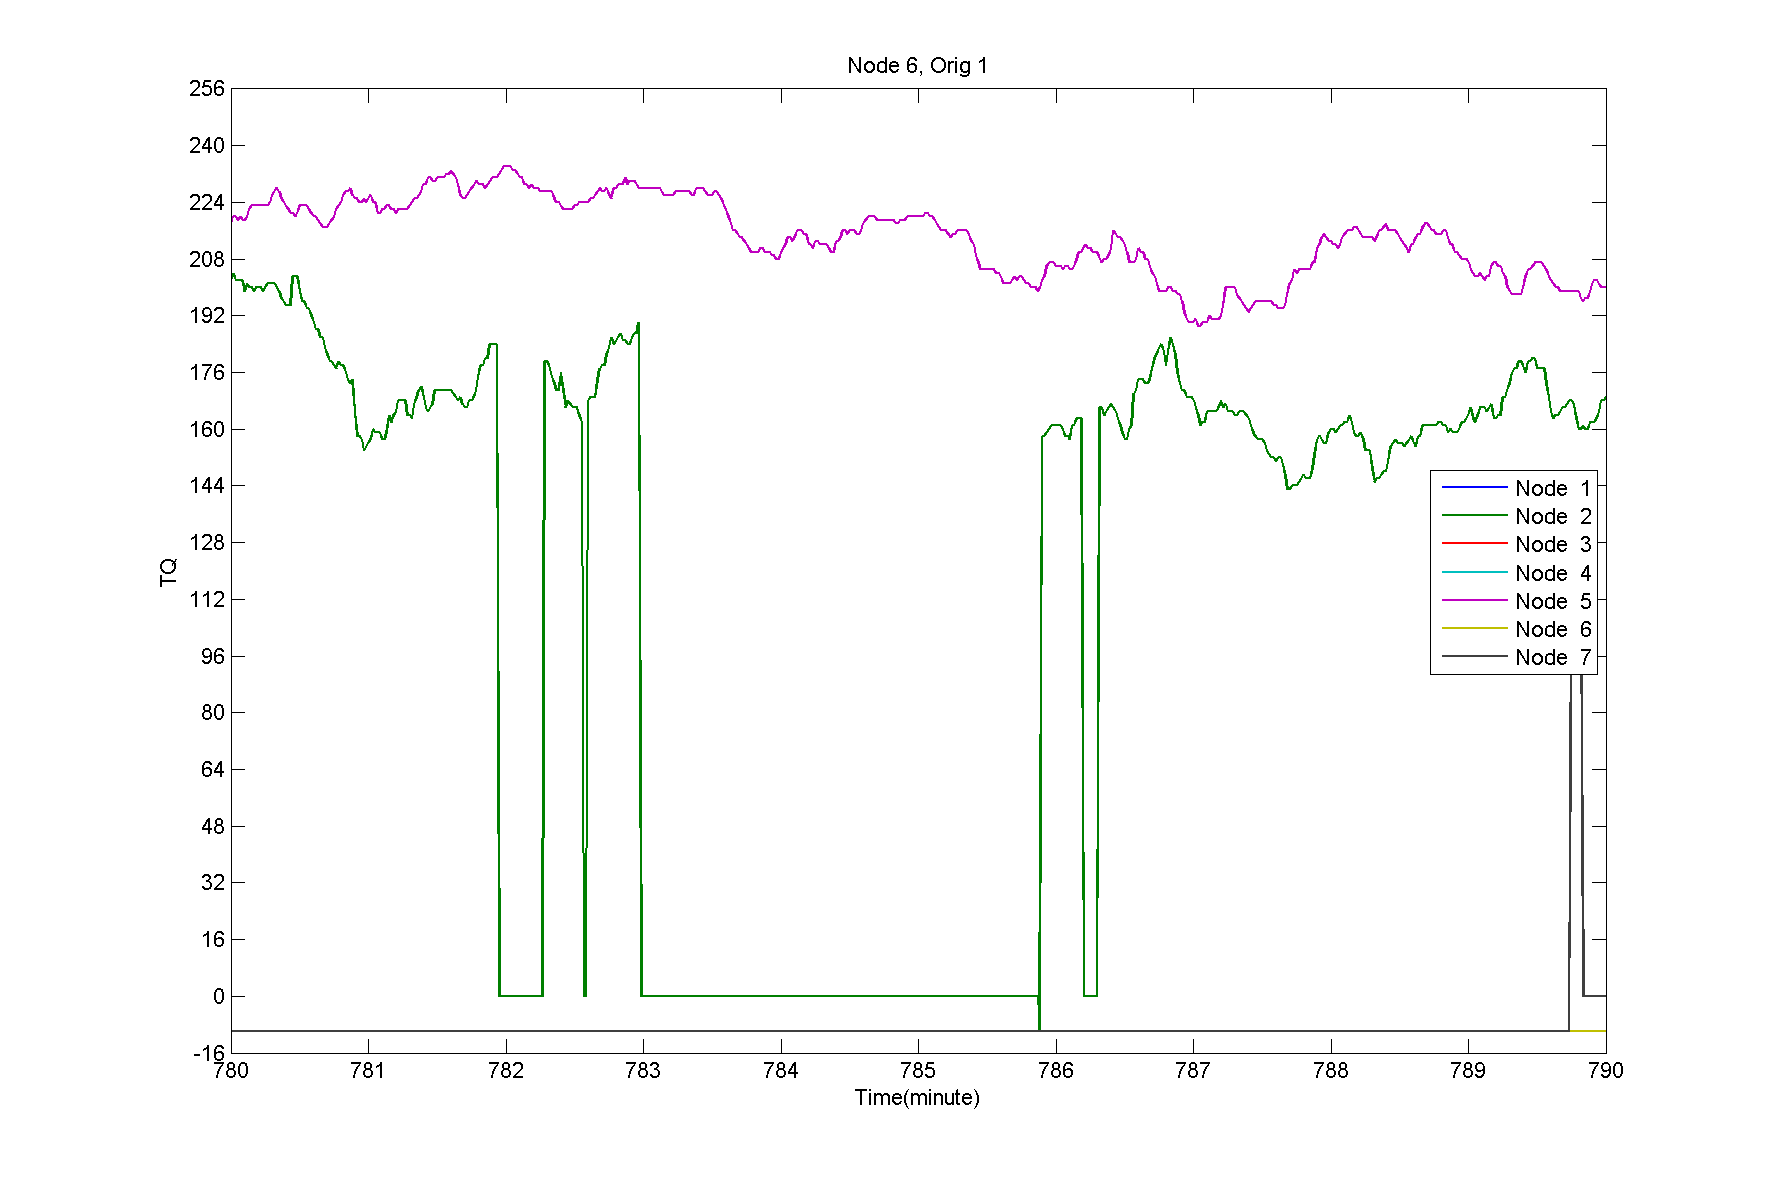 Node 6, Orig 1
256
240
224
208
192
176
160
144
128
112
96
80
64
48
32
16
0
-16
TQ
Node 1
Node 2
Node 3
Node 4
Node 5
Node 6
Node 7
780 781 782 783 784 785 786 787 788 789 790
Time(minute)